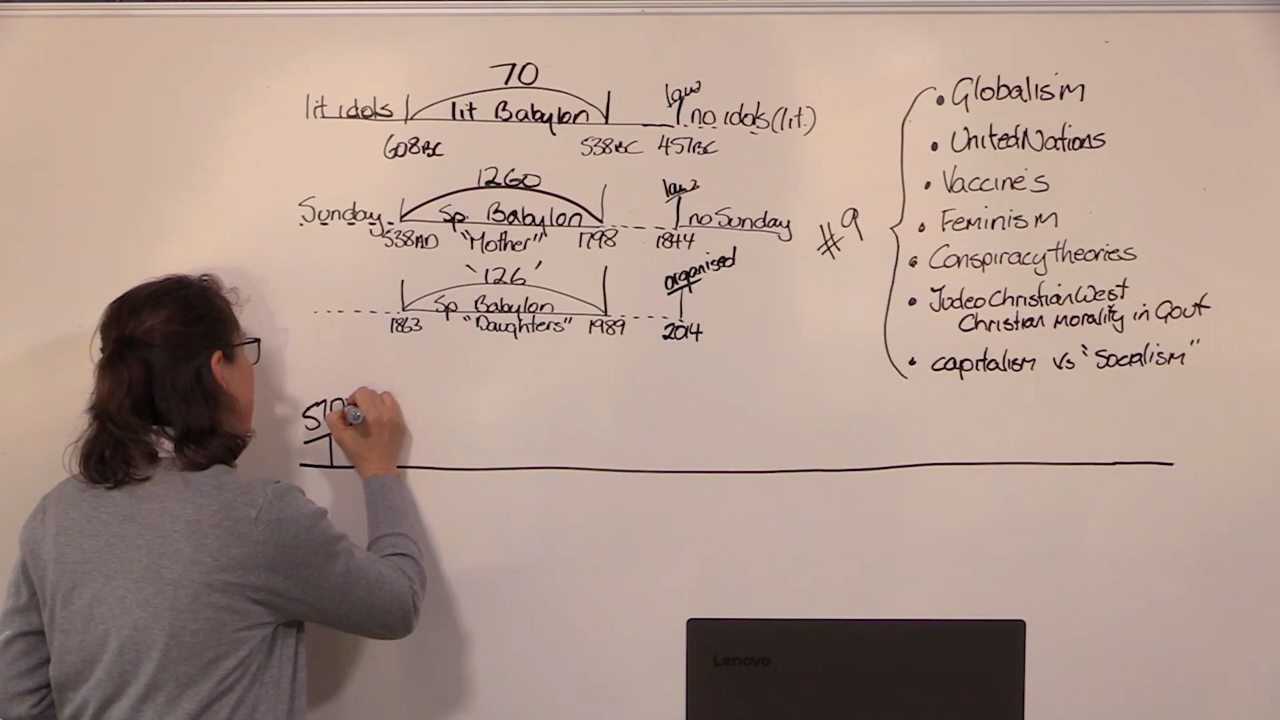 70
lit idols lit Babylon law no idols (lit.)
608BC 538BC 457BC
1260
Sunday Sp. Babylon no Sunday
538AD "Mother" 1798 1844
'126' organised
Sp Babylon
1863 "Daughters" 1989 2014
#9
• Globalism
• United Nations
• Vaccine's
• Feminism
• Conspiracy theories
• Judeo Christian West
Christian morality in Govt
• capitalism vs "Socialism"
Lenovo